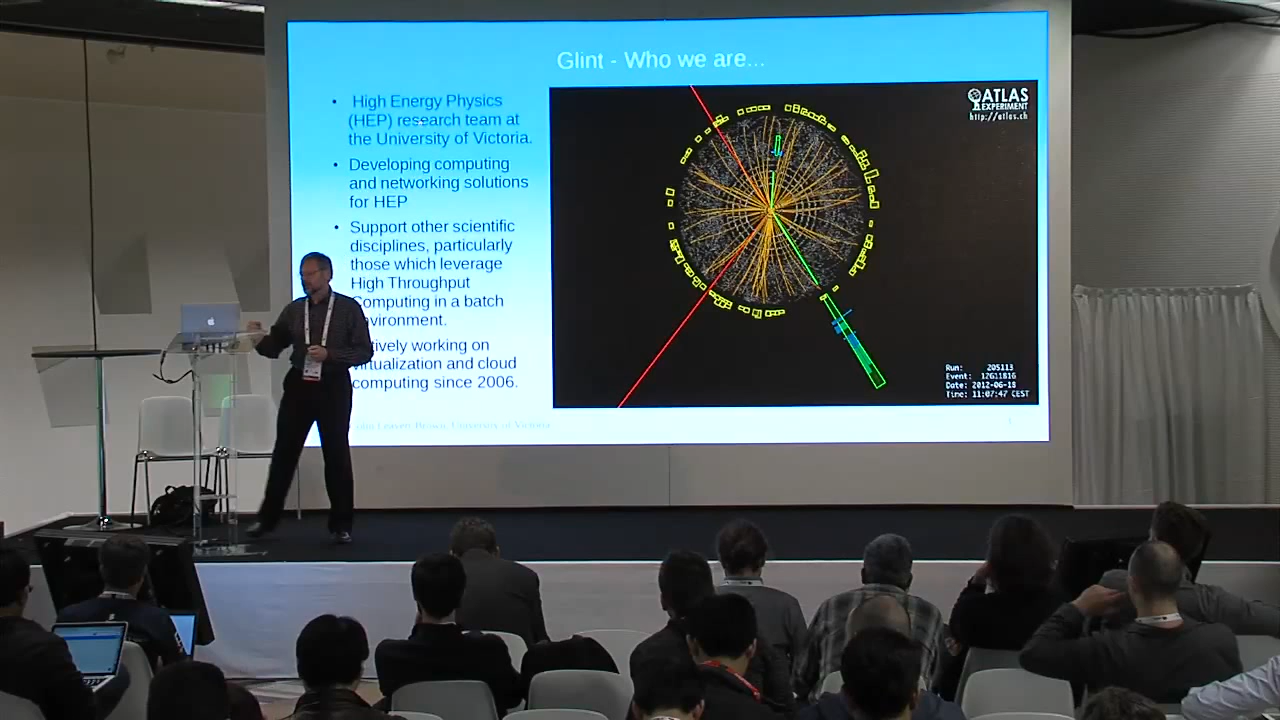 Glint - Who we are...
High Energy Physics
(HEP) research team at
the University of Victoria.
Developing computing
and networking solutions
for HEP
Support other scientific
disciplines, particularly
those which leverage
High Throughput
Computing in a batch
vironment.
tively working on
virtualization and cloud
computing since 2006.
ATLAS
EXPERIMENT
http://atlas.ch
Run: 205113
Event: 12611816
Date: 2012-06-18
Time: 11:07:47 CEST
University of Victoria